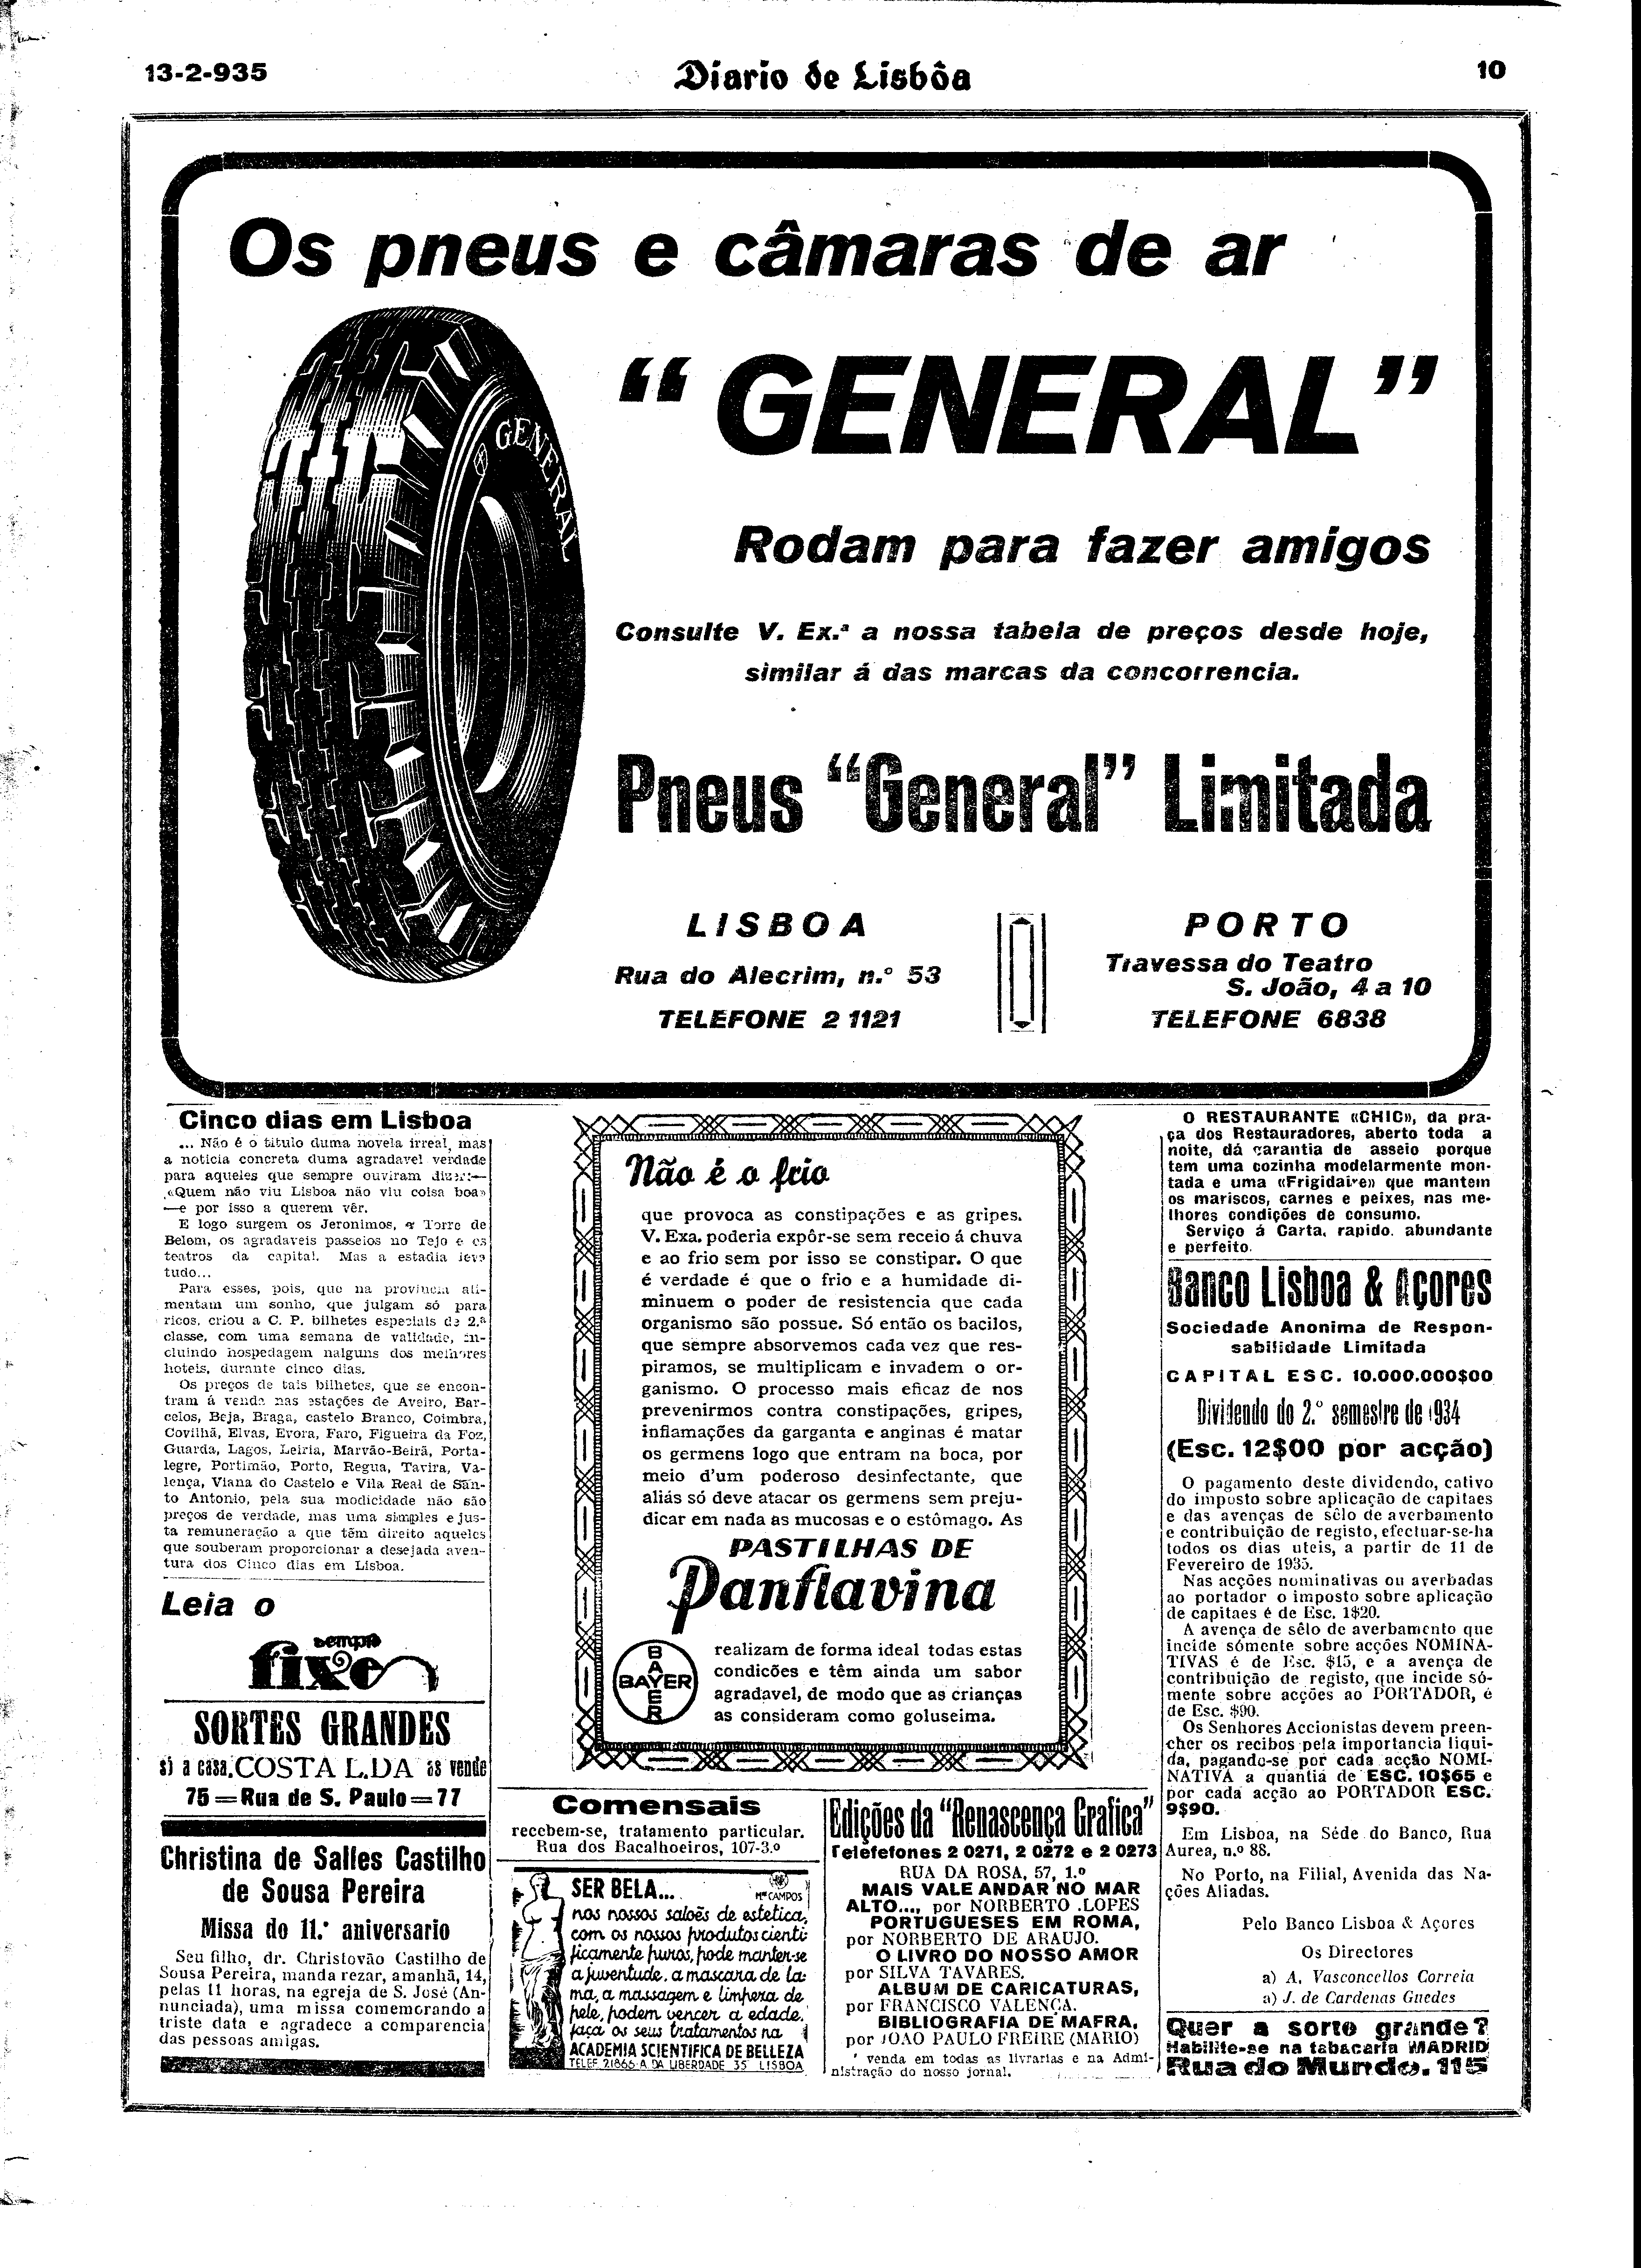 13-2-935
Diario de Lisbôa
10
Os pneus e câmaras de ar
GENERAL
"GENERAL"
Rodam para fazer amigos
Consulte V. Ex.ª a nossa tabela de preços desde hoje,
similar á das marcas da concorrencia.
Pneus "General" Limitada
LISBOA
Rua do Alecrim, n.º 53
TELEFONE 2 1121
PORTO
Travessa do Teatro
S. João, 4 a 10
TELEFONE 6838
Cinco dias em Lisboa
... Não é o titulo duma novela irreal, mas
a noticia concreta duma agradavel verdade
para aqueles que sempre ouviram dizer:—
«Quem não viu Lisboa não viu coisa boa»
—e por isso a querem vêr.
E logo surgem os Jeronimos, a Torre de
Belem, os agradaveis passeios no Tejo e os
teatros da capital. Mas a estadia leva
tudo...
Para esses, pois, que na provincia ali-
mentam um sonho, que julgam só para
ricos, criou a C. P. bilhetes especiais de 2.ª
classe, com uma semana de validade, in-
cluindo hospedagem nalguns dos melhores
hoteis, durante cinco dias.
Os preços de tais bilhetes, que se encon-
tram á venda nas estações de Aveiro, Bar-
celos, Beja, Braga, castelo Branco, Coimbra,
Covilhã, Elvas, Evora, Faro, Figueira da Foz,
Guarda, Lagos, Leiria, Marvão-Beirã, Porta-
legre, Portimão, Porto, Regua, Tavira, Va-
lença, Viana do Castelo e Vila Real de San-
to Antonio, pela sua modicidade não são
preços de verdade, mas uma simples e jus-
ta remuneração a que têm direito aqueles
que souberam proporcionar a desejada aven-
tura dos Cinco dias em Lisboa.
Leia o
sempre
fixe
SORTES GRANDES
só a casa COSTA L.DA as vende
75=Rua de S. Paulo=77
Christina de Salles Castilho
de Sousa Pereira
Missa do 11.º aniversario
Seu filho, dr. Christovão Castilho de
Sousa Pereira, manda rezar, amanhã, 14,
pelas 11 horas, na egreja de S. José (An-
nunciada), uma missa comemorando a
triste data e agradece a comparencia
das pessoas amigas.
Não é o frio
que provoca as constipações e as gripes.
V. Exa. poderia expôr-se sem receio á chuva
e ao frio sem por isso se constipar. O que
é verdade é que o frio e a humidade di-
minuem o poder de resistencia que cada
organismo são possue. Só então os bacilos,
que sempre absorvemos cada vez que res-
piramos, se multiplicam e invadem o or-
ganismo. O processo mais eficaz de nos
prevenirmos contra constipações, gripes,
inflamações da garganta e anginas é matar
os germens logo que entram na boca, por
meio d'um poderoso desinfectante, que
aliás só deve atacar os germens sem preju-
dicar em nada as mucosas e o estômago. As
PASTILHAS DE
Panflavina
BAYER
BAYER
realizam de forma ideal todas estas
condicões e têm ainda um sabor
agradavel, de modo que as crianças
as consideram como goluseima.
Comensais
recebem-se, tratamento particular.
Rua dos Bacalhoeiros, 107-3.º
SER BELA...
Mme CAMPOS
nos nossos salões de estetica,
com os nossos produtos cienti-
ficamente puros, pode manter-se
a juventude, a mascara de la-
ma, a massagem e limpeza de
pele, podem vencer a edade.
faça os seus tratamentos na
ACADEMIA SCIENTIFICA DE BELLEZA
TELEF. 21866-A. DA LIBERDADE 35 LISBOA
Edições da "Renascença Grafica"
Telefones 2 0271, 2 0272 e 2 0273
RUA DA ROSA, 57, 1.º
MAIS VALE ANDAR NO MAR
ALTO..., por NORBERTO LOPES
PORTUGUESES EM ROMA,
por NORBERTO DE ARAUJO.
O LIVRO DO NOSSO AMOR
por SILVA TAVARES.
ALBUM DE CARICATURAS,
por FRANCISCO VALENÇA.
BIBLIOGRAFIA DE MAFRA,
por JOAO PAULO FREIRE (MARIO)
venda em todas as livrarias e na Admi-
nistração do nosso jornal.
O RESTAURANTE «CHIC», da pra-
ça dos Restauradores, aberto toda a
noite, dá garantia de asseio porque
tem uma cozinha modelarmente mon-
tada e uma «Frigidaire» que mantem
os mariscos, carnes e peixes, nas me-
lhores condições de consumo.
Serviço á Carta, rapido, abundante
e perfeito.
Banco Lisboa & Açores
Sociedade Anonima de Respon-
sabilidade Limitada
CAPITAL ESC. 10.000.000$00
Dividendo do 2.º semestre de 1934
(Esc. 12$00 por acção)
O pagamento deste dividendo, cativo
do imposto sobre aplicação de capitaes
e das avenças de sêlo de averbamento
e contribuição de registo, efectuar-se-ha
todos os dias uteis, a partir de 11 de
Fevereiro de 1935.
Nas acções nominativas ou averbadas
ao portador o imposto sobre aplicação
de capitaes é de Esc. 1$20.
A avença de sêlo de averbamento que
incide sómente sobre acções NOMINA-
TIVAS é de Esc. $15, e a avença de
contribuição de registo, que incide só-
mente sobre acções ao PORTADOR, é
de Esc. $90.
Os Senhores Accionistas devem preen-
cher os recibos pela importancia liqui-
da, pagando-se por cada acção NOMI-
NATIVA a quantia de ESC. 10$65 e
por cada acção ao PORTADOR ESC.
9$90.
Em Lisboa, na Séde do Banco, Rua
Aurea, n.º 88.
No Porto, na Filial, Avenida das Na-
ções Aliadas.
Pelo Banco Lisboa & Açores
Os Directores
a) A. Vasconcellos Correia
a) J. de Cardenas Guedes
Quer a sorte grande?
Habilite-se na tabacaria MADRID
Rua do Mundo, 115